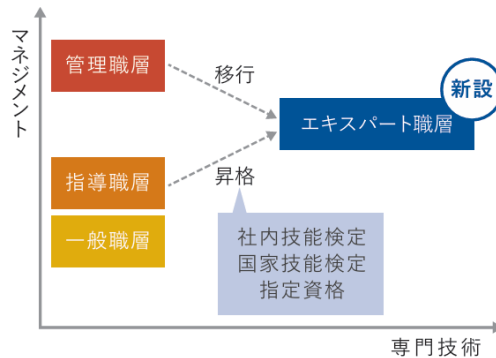 マネジメント
管理職層
移行
新設
エキスパート職層
指導職層
昇格
一般職層
社内技能検定
国家技能検定
指定資格
専門技術